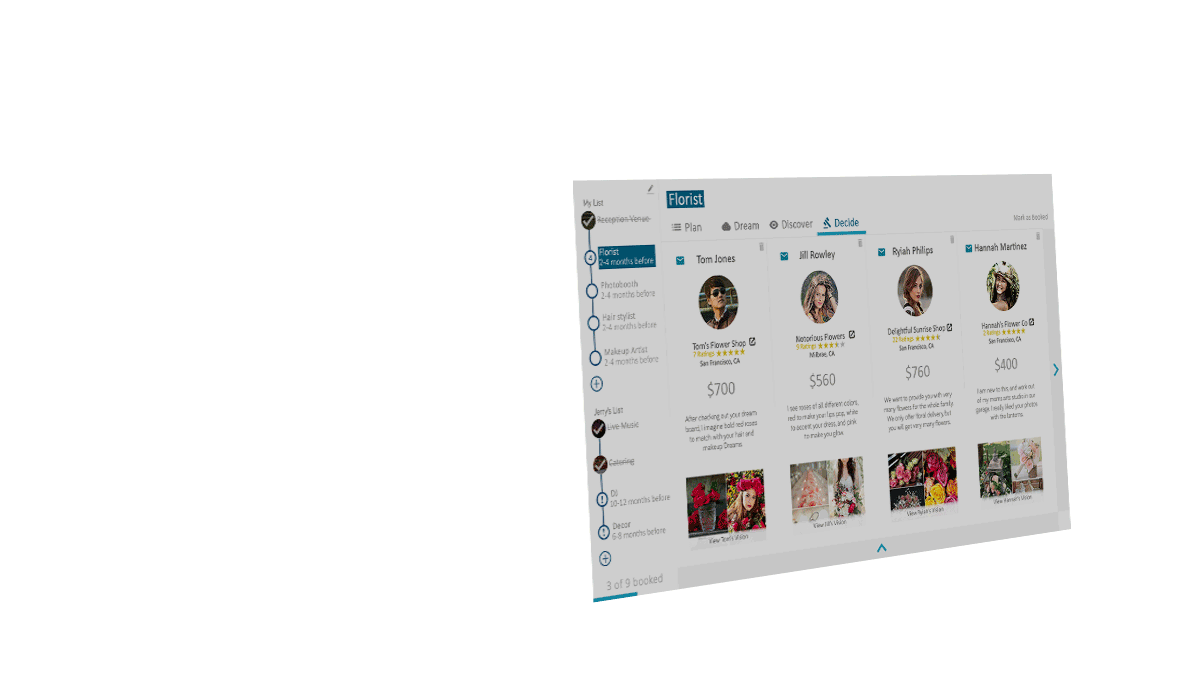 My List
Reception Venue
4
Florist
2-4 months before
Photobooth
2-4 months before
Hair stylist
2-4 months before
Makeup Artist
2-4 months before
Jerry's List
Live Music
Catering
DJ
10-12 months before
Decor
6-8 months before
3 of 9 booked
Florist
Plan
Dream
Discover
Decide
Mark as booked
Tom Jones
Tom's Flower Shop
7 Ratings
San Francisco, CA
$700
After checking out your dream
board, I imagine bold red roses
to match with your hair and
makeup Dreams.
View Tom's Vision
Jill Rowley
Notorious Flowers
5 Ratings
Milbrae, CA
$560
I see roses of all different colors,
red to make your lips pop, white
to accent your dress, and pink
to make you glow.
View Jill's Vision
Ryiah Philips
Delightful Sunrise Shop
22 Ratings
San Francisco, CA
$760
We want to provide you with very
many flowers for the whole family.
We only offer floral delivery, but
you will get very many flowers.
View Ryiah's Vision
Hannah Martinez
Hannah's Flower Co
2 Ratings
San Francisco, CA
$400
I am new to this and work out
of my moms arts studio in our
garage. I really liked your photos
with the lanterns.
View Hannah's Vision